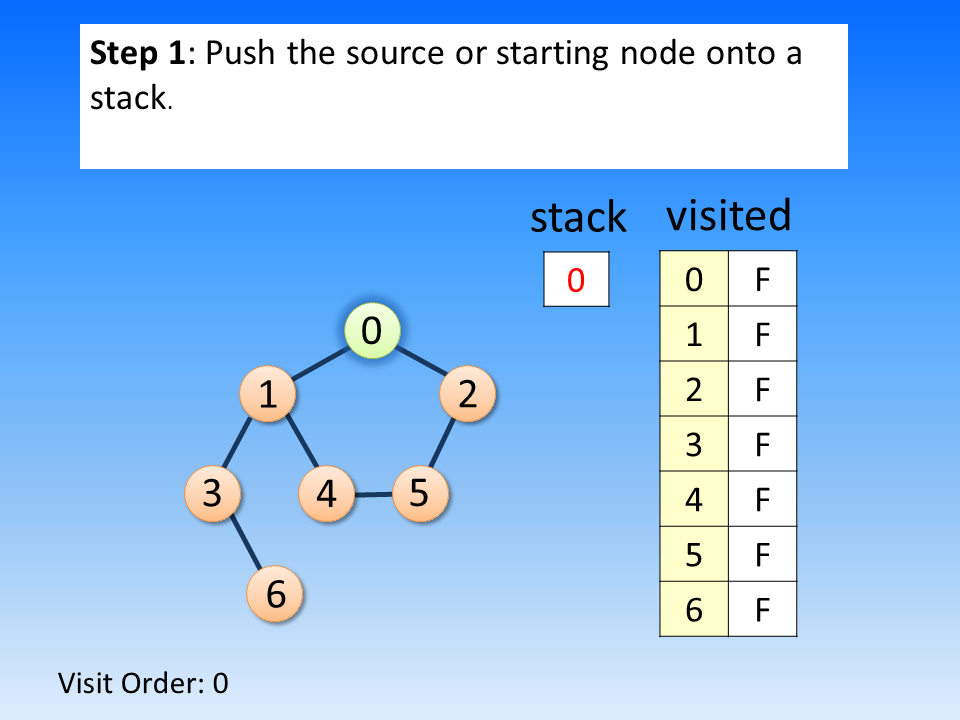 Step 1: Push the source or starting node onto a
stack.
stack visited
0
0 F
1 F
2 F
3 F
4 F
5 F
6 F
0
1 2
3 4 5
6
Visit Order: 0